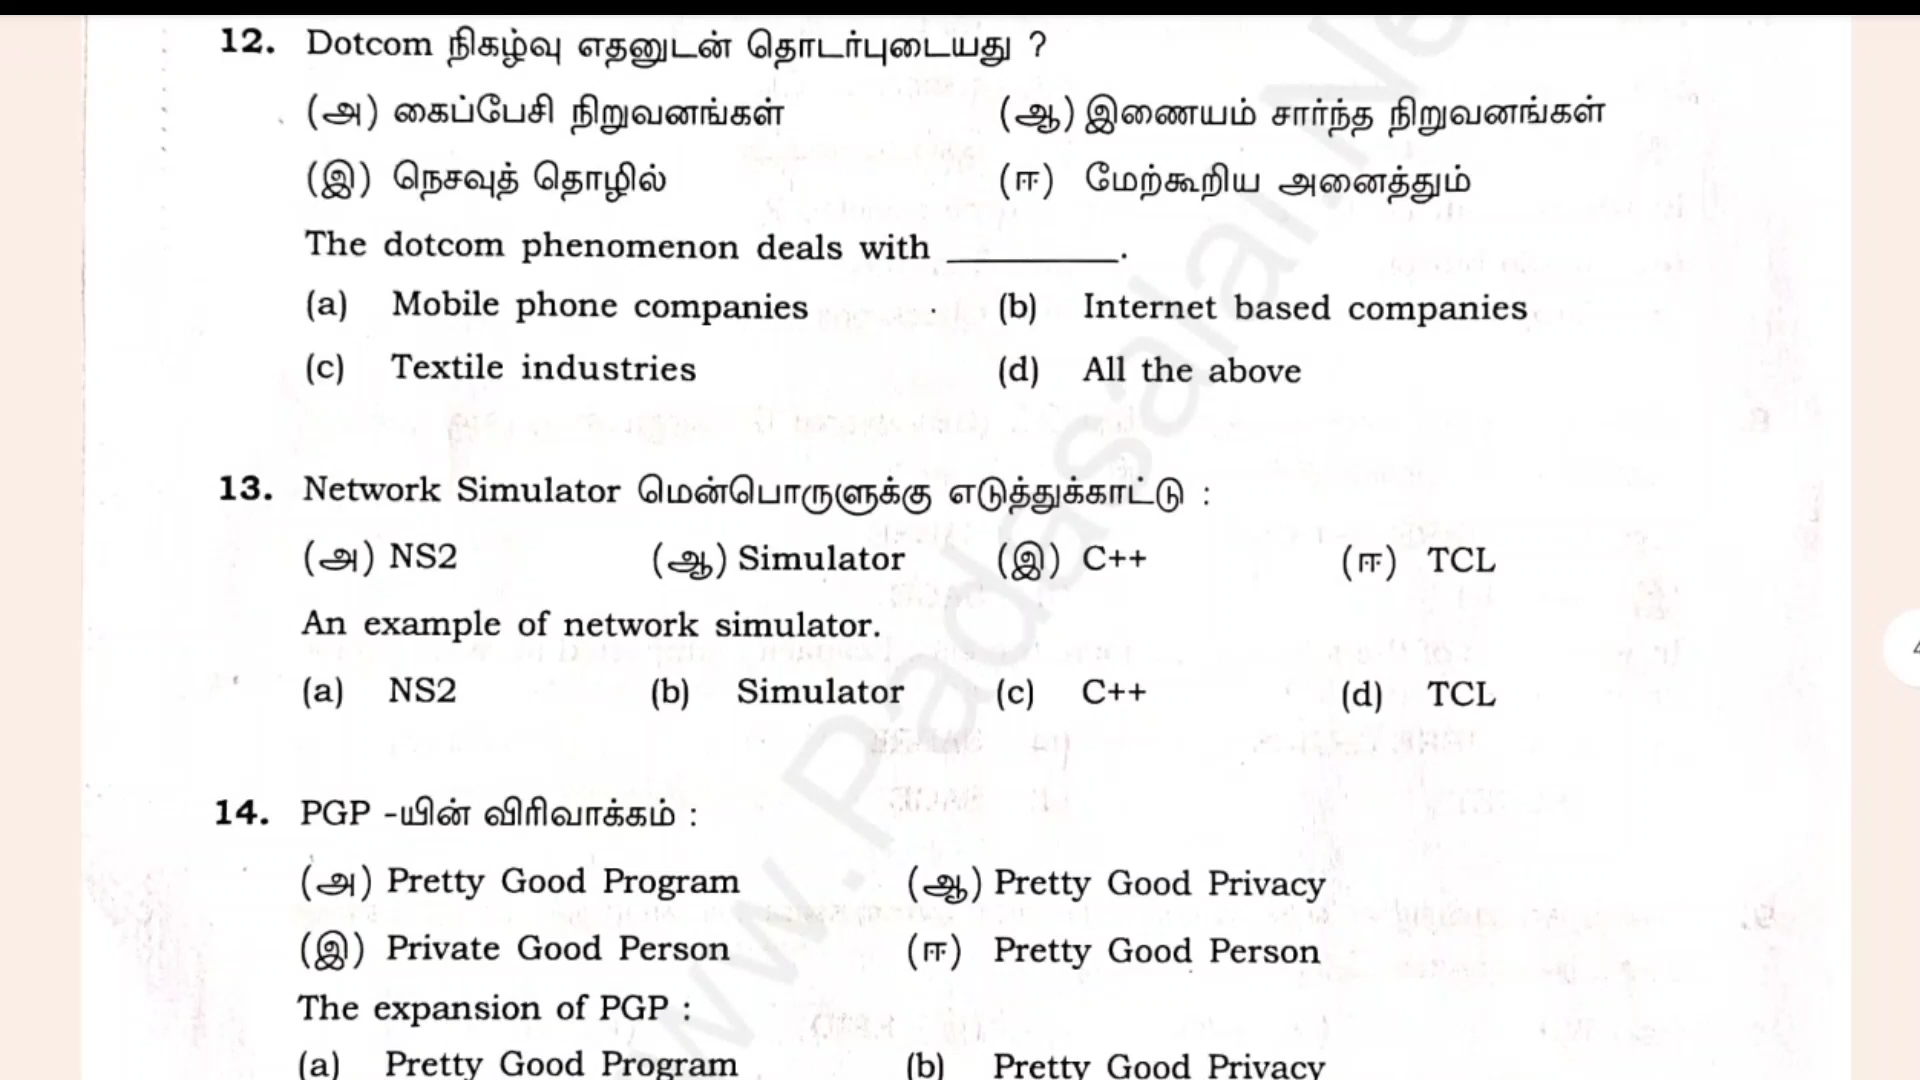 12. Dotcom நிகழ்வு எதனுடன் தொடர்புடையது ?
(அ) கைப்பேசி நிறுவனங்கள் (ஆ) இணையம் சார்ந்த நிறுவனங்கள்
(இ) நெசவுத் தொழில் (ஈ) மேற்கூறிய அனைத்தும்
The dotcom phenomenon deals with __________.
(a) Mobile phone companies (b) Internet based companies
(c) Textile industries (d) All the above
13. Network Simulator மென்பொருளுக்கு எடுத்துக்காட்டு :
(அ) NS2 (ஆ) Simulator (இ) C++ (ஈ) TCL
An example of network simulator.
(a) NS2 (b) Simulator (c) C++ (d) TCL
14. PGP -யின் விரிவாக்கம் :
(அ) Pretty Good Program (ஆ) Pretty Good Privacy
(இ) Private Good Person (ஈ) Pretty Good Person
The expansion of PGP :
(a) Pretty Good Program (b) Pretty Good Privacy